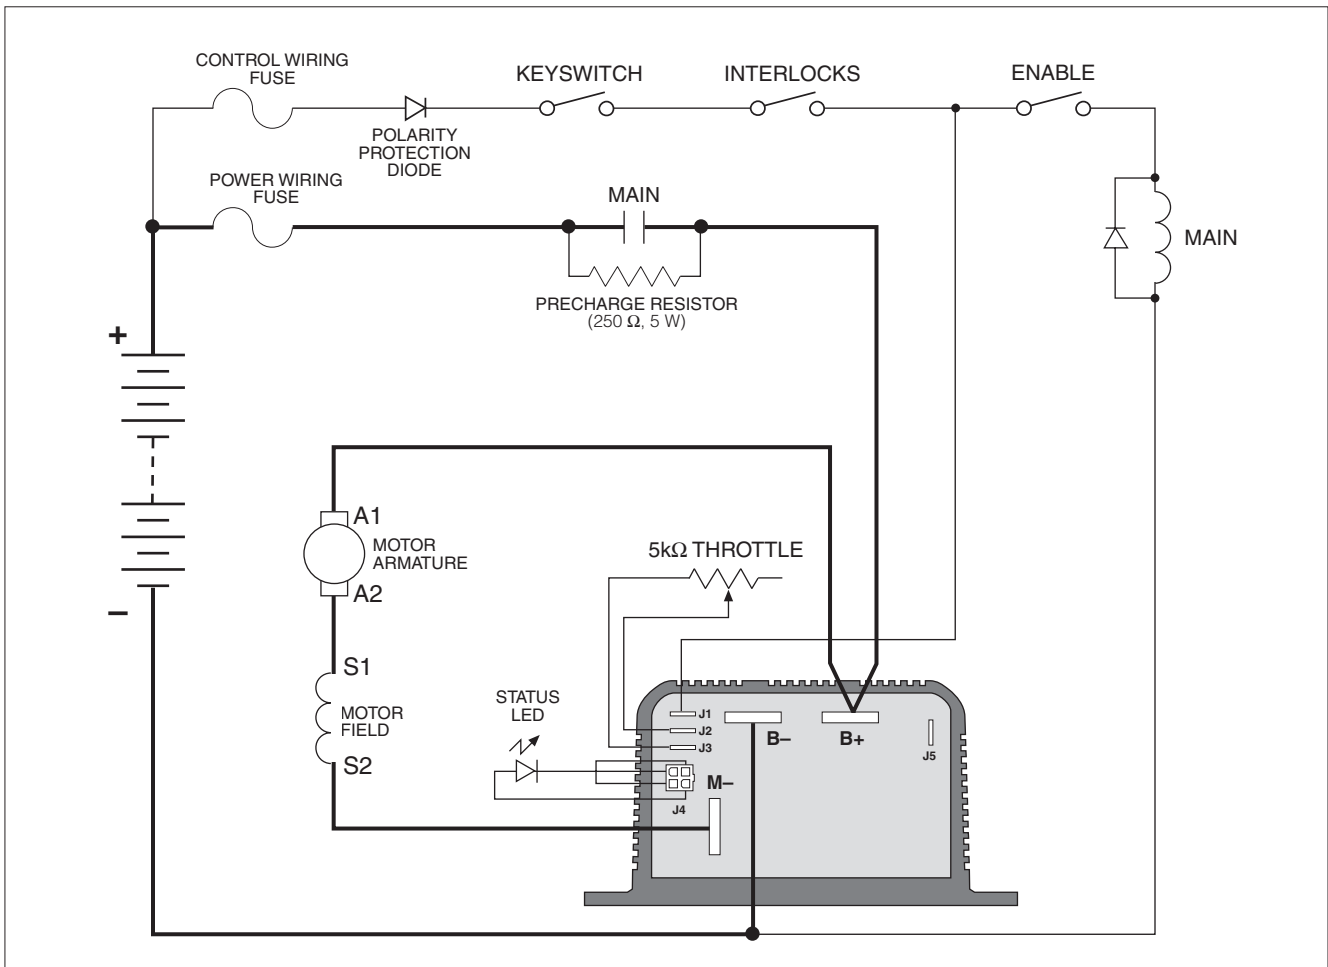 CONTROL WIRING
FUSE
KEYSWITCH
INTERLOCKS
ENABLE
POLARITY
PROTECTION
DIODE
POWER WIRING
FUSE
MAIN
MAIN
PRECHARGE RESISTOR
(250 Ω, 5 W)
+
–
A1
MOTOR
ARMATURE
A2
5kΩ THROTTLE
S1
MOTOR
FIELD
S2
STATUS
LED
J1
J2
J3
B–
B+
J5
M–
J4